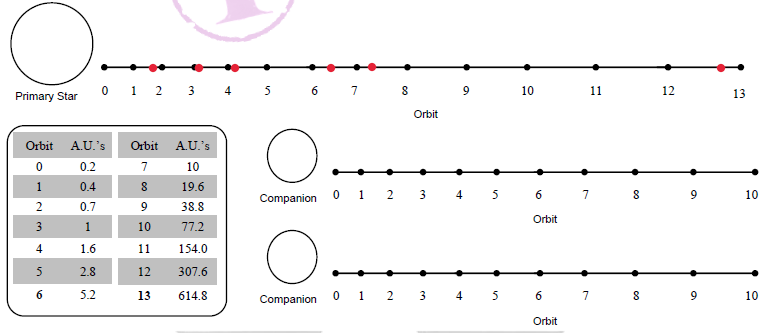 Primary Star
0 1 2 3 4 5 6 7 8 9 10 11 12 13
Orbit
Orbit A.U.'s Orbit A.U.'s
0 0.2 7 10
1 0.4 8 19.6
2 0.7 9 38.8
3 1 10 77.2
4 1.6 11 154.0
5 2.8 12 307.6
6 5.2 13 614.8
Companion
0 1 2 3 4 5 6 7 8 9 10
Orbit
Companion
0 1 2 3 4 5 6 7 8 9 10
Orbit